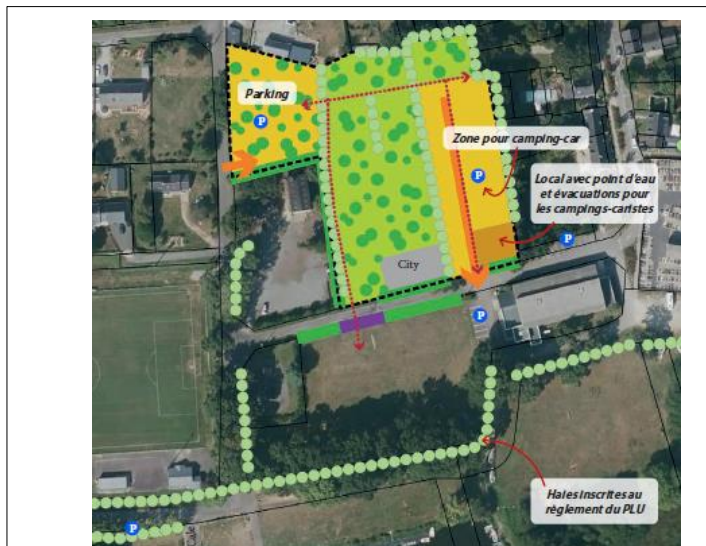 Parking
P
Zone pour camping-car
P
Local avec point d'eau
et évacuations pour
les campings-caristes
P
City
P
Haies inscrites au
règlement du PLU
P